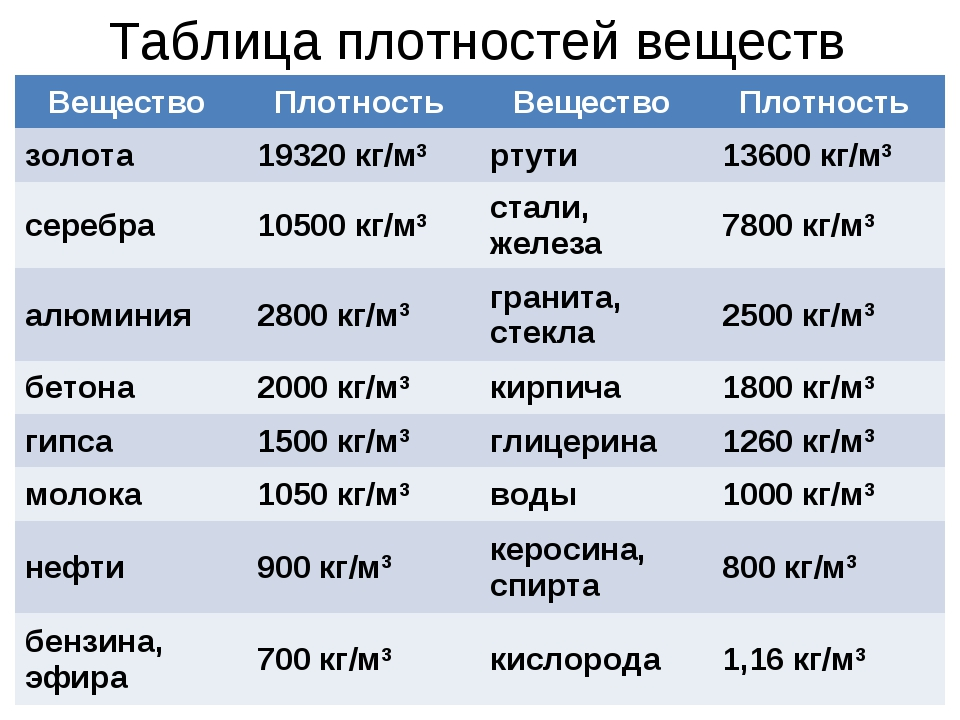 Таблица плотностей веществ
Вещество Плотность Вещество Плотность
золота 19320 кг/м³ ртути 13600 кг/м³
серебра 10500 кг/м³ стали,
железа 7800 кг/м³
алюминия 2800 кг/м³ гранита,
стекла 2500 кг/м³
бетона 2000 кг/м³ кирпича 1800 кг/м³
гипса 1500 кг/м³ глицерина 1260 кг/м³
молока 1050 кг/м³ воды 1000 кг/м³
нефти 900 кг/м³ керосина,
спирта 800 кг/м³
бензина,
эфира 700 кг/м³ кислорода 1,16 кг/м³